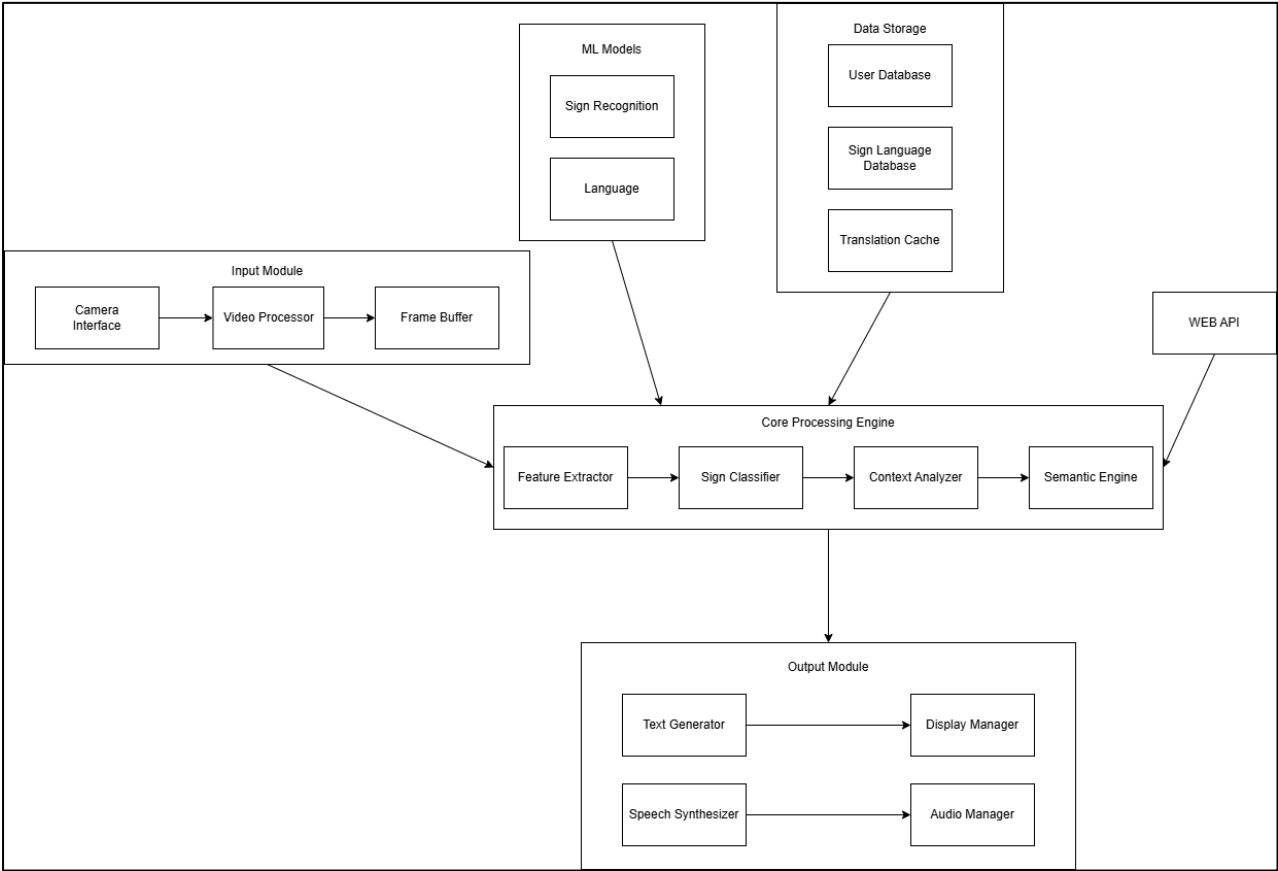 Data Storage
User Database
Sign Language
Database
Translation Cache
ML Models
Sign Recognition
Language
Input Module
Camera
Interface
Video Processor
Frame Buffer
WEB API
Core Processing Engine
Feature Extractor
Sign Classifier
Context Analyzer
Semantic Engine
Output Module
Text Generator
Display Manager
Speech Synthesizer
Audio Manager